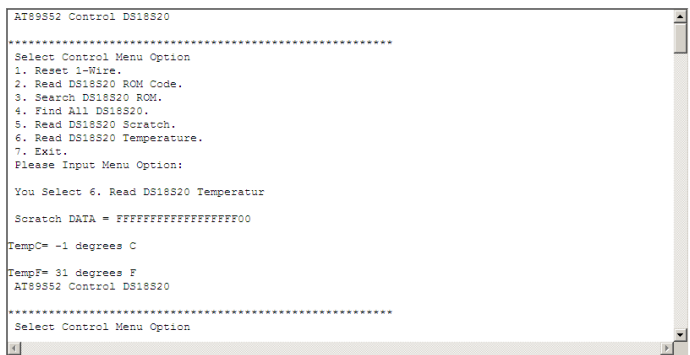 AT89S52 Control DS18S20
*********************************************************
Select Control Menu Option
1. Reset 1-Wire.
2. Read DS18S20 ROM Code.
3. Search DS18S20 ROM.
4. Find All DS18S20.
5. Read DS18S20 Scratch.
6. Read DS18S20 Temperature.
7. Exit.
Please Input Menu Option:
You Select 6. Read DS18S20 Temperatur
Scratch DATA = FFFFFFFFFFFFFFFFFF00
TempC= -1 degrees C
TempF= 31 degrees F
AT89S52 Control DS18S20
*********************************************************
Select Control Menu Option